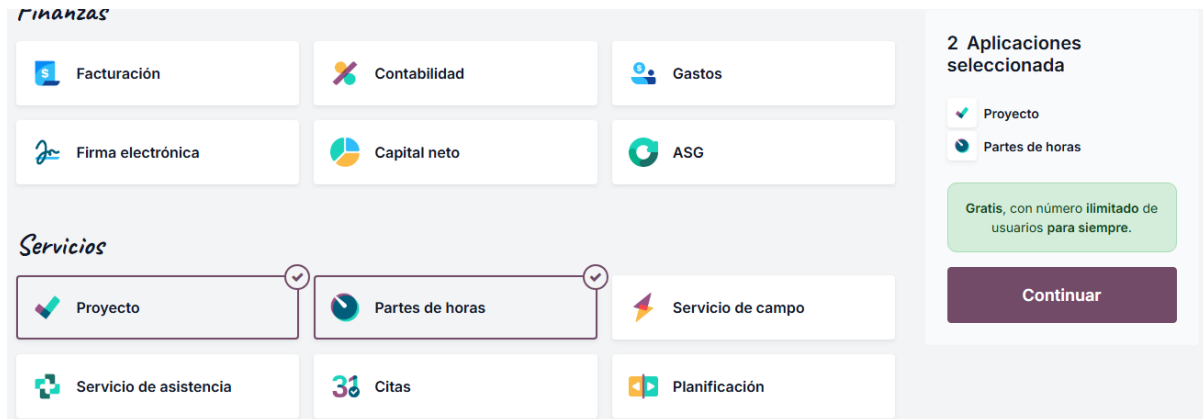 Finanzas
Facturación
Contabilidad
Gastos
Firma electrónica
Capital neto
ASG
Servicios
Proyecto
Partes de horas
Servicio de campo
Servicio de asistencia
31 Citas
Planificación
2 Aplicaciones
seleccionada
Proyecto
Partes de horas
Gratis, con número ilimitado de
usuarios para siempre.
Continuar